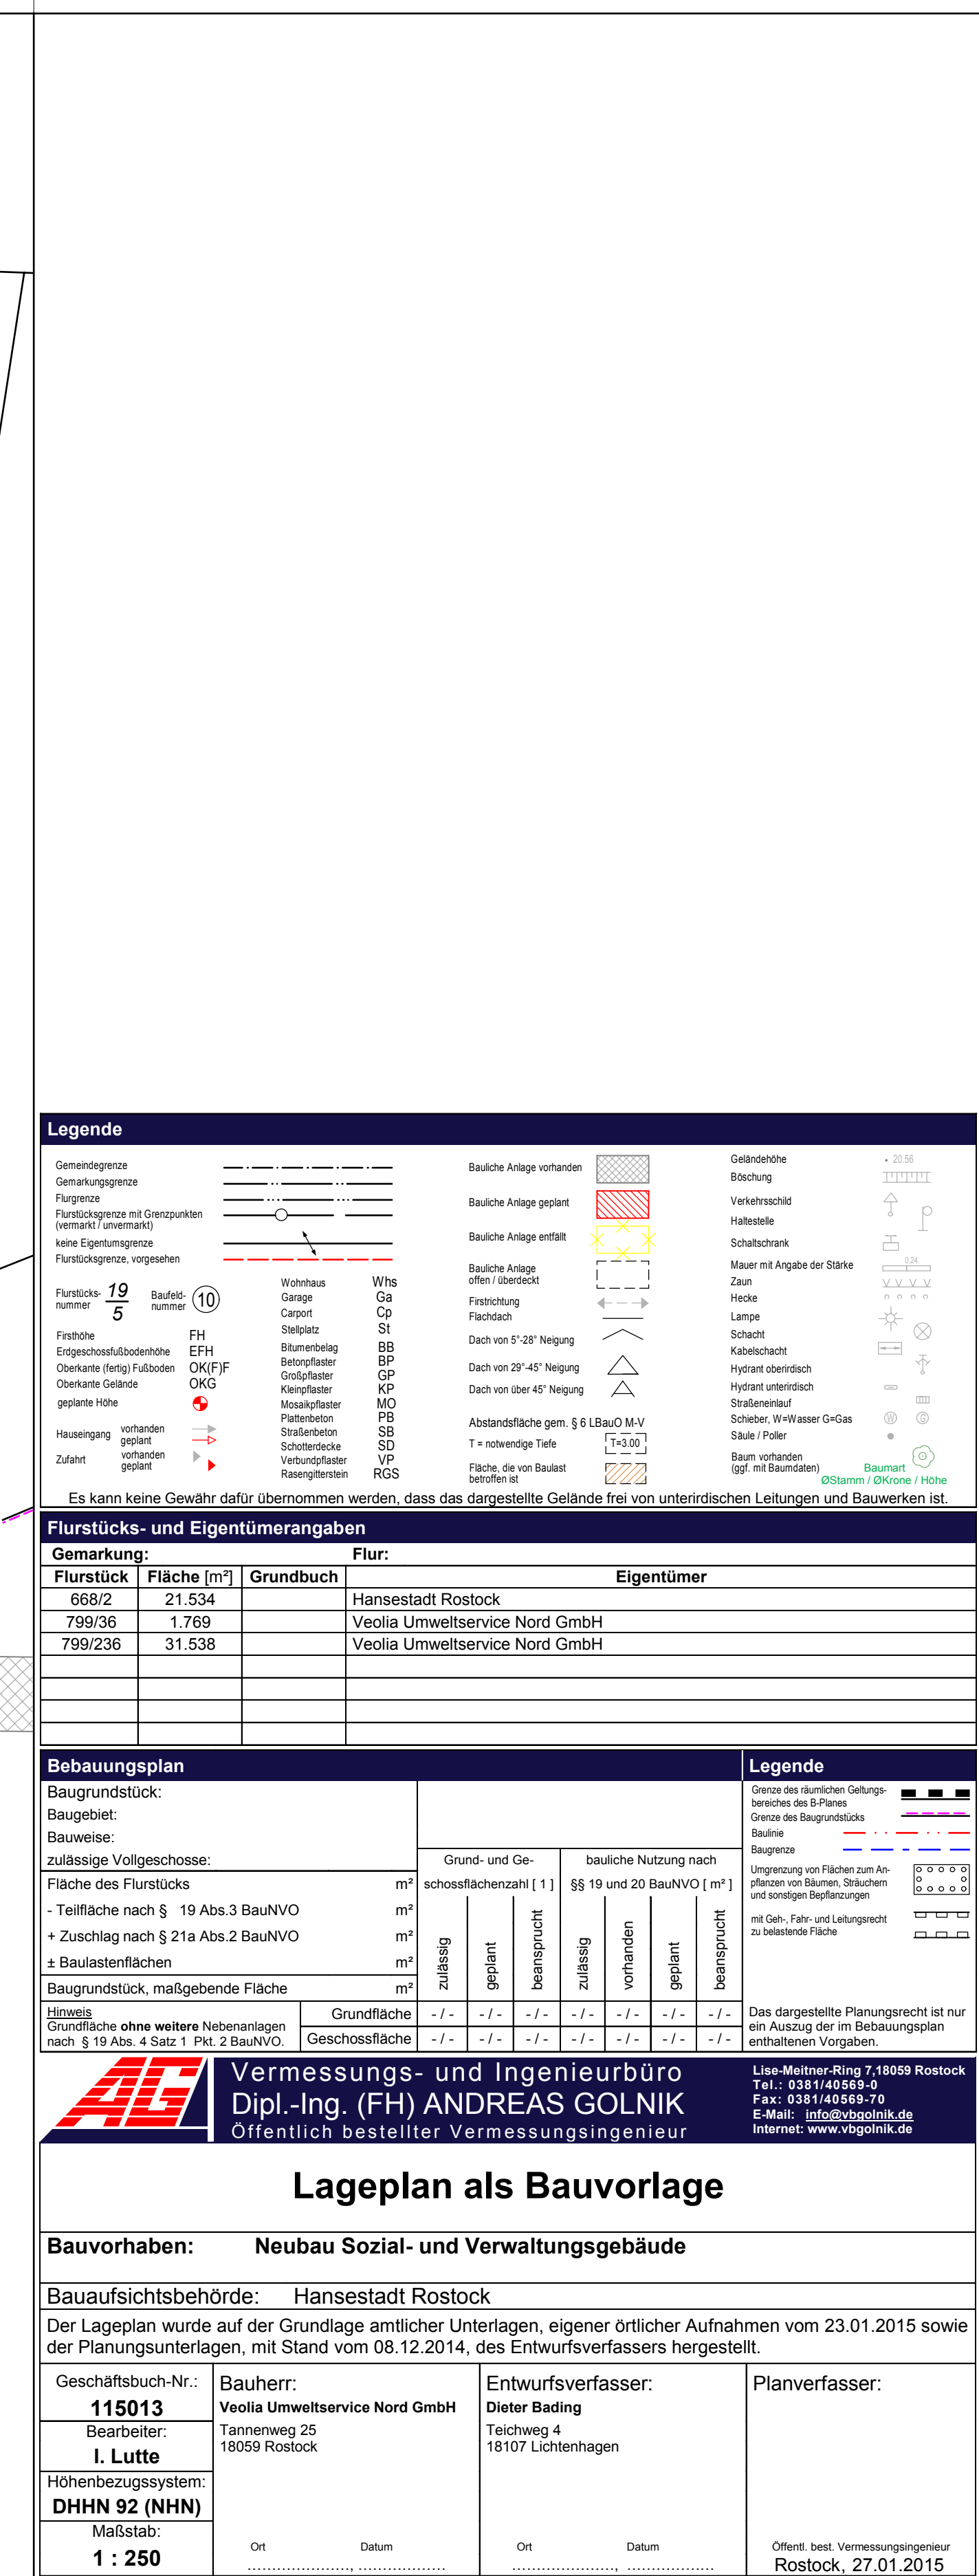 Legende
Gemeindegrenze
Gemarkungsgrenze
Flurgrenze
Flurstücksgrenze mit Grenzpunkten
(vermarkt / unvermarkt)
keine Eigentumsgrenze
Flurstücksgrenze, vorgesehen
Flurstücks-
nummer
19
5
Baufeld-
nummer
10
Firsthöhe FH
Erdgeschossfußbodenhöhe EFH
Oberkante (fertig) Fußboden OK(F)F
Oberkante Gelände OKG
geplante Höhe
Hauseingang vorhanden
geplant
Zufahrt vorhanden
geplant
Wohnhaus Whs
Garage Ga
Carport Cp
Stellplatz St
Bitumenbelag BB
Betonpflaster BP
Großpflaster GP
Kleinpflaster KP
Mosaikpflaster MO
Plattenbeton PB
Straßenbeton SB
Schotterdecke SD
Verbundpflaster VP
Rasengitterstein RGS
Bauliche Anlage vorhanden
Bauliche Anlage geplant
Bauliche Anlage entfällt
Bauliche Anlage
offen / überdeckt
Firstrichtung
Flachdach
Dach von 5°-28° Neigung
Dach von 29°-45° Neigung
Dach von über 45° Neigung
Abstandsfläche gem. § 6 LBauO M-V
T = notwendige Tiefe T=3.00
Fläche, die von Baulast
betroffen ist
Geländehöhe 20.56
Böschung
Verkehrsschild
Haltestelle
Schaltschrank
Mauer mit Angabe der Stärke 0,24
Zaun
Hecke
Lampe
Schacht
Kabelschacht
Hydrant oberirdisch
Hydrant unterirdisch
Straßeneinlauf
Schieber, W=Wasser G=Gas W G
Säule / Poller
Baum vorhanden
(ggf. mit Baumdaten) Baumart
ØStamm / ØKrone / Höhe
Es kann keine Gewähr dafür übernommen werden, dass das dargestellte Gelände frei von unterirdischen Leitungen und Bauwerken ist.
Flurstücks- und Eigentümerangaben
Gemarkung: Flur:
Flurstück Fläche [m²] Grundbuch Eigentümer
668/2 21.534 Hansestadt Rostock
799/36 1.769 Veolia Umweltservice Nord GmbH
799/236 31.538 Veolia Umweltservice Nord GmbH
Bebauungsplan
Baugrundstück:
Baugebiet:
Bauweise:
zulässige Vollgeschosse:
Fläche des Flurstücks m²
- Teilfläche nach § 19 Abs.3 BauNVO m²
+ Zuschlag nach § 21a Abs.2 BauNVO m²
± Baulastenflächen m²
Baugrundstück, maßgebende Fläche m²
Grund- und Ge-
schossflächenzahl [ 1 ]
bauliche Nutzung nach
§§ 19 und 20 BauNVO [ m² ]
zulässig geplant beansprucht zulässig vorhanden geplant beansprucht
Hinweis
Grundfläche ohne weitere Nebenanlagen
nach § 19 Abs. 4 Satz 1 Pkt. 2 BauNVO.
Grundfläche - / - - / - - / - - / - - / - - / - - / -
Geschossfläche - / - - / - - / - - / - - / - - / - - / -
Legende
Grenze des räumlichen Geltungs-
bereiches des B-Planes
Grenze des Baugrundstücks
Baulinie
Baugrenze
Umgrenzung von Flächen zum An-
pflanzen von Bäumen, Sträuchern
und sonstigen Bepflanzungen
mit Geh-, Fahr- und Leitungsrecht
zu belastende Fläche
Das dargestellte Planungsrecht ist nur
ein Auszug der im Bebauungsplan
enthaltenen Vorgaben.
AG
Vermessungs- und Ingenieurbüro
Dipl.-Ing. (FH) ANDREAS GOLNIK
Öffentlich bestellter Vermessungsingenieur
Lise-Meitner-Ring 7,18059 Rostock
Tel.: 0381/40569-0
Fax: 0381/40569-70
E-Mail: info@vbgolnik.de
Internet: www.vbgolnik.de
Lageplan als Bauvorlage
Bauvorhaben: Neubau Sozial- und Verwaltungsgebäude
Bauaufsichtsbehörde: Hansestadt Rostock
Der Lageplan wurde auf der Grundlage amtlicher Unterlagen, eigener örtlicher Aufnahmen vom 23.01.2015 sowie
der Planungsunterlagen, mit Stand vom 08.12.2014, des Entwurfsverfassers hergestellt.
Geschäftsbuch-Nr.:
115013
Bearbeiter:
I. Lutte
Höhenbezugssystem:
DHHN 92 (NHN)
Maßstab:
1 : 250
Bauherr:
Veolia Umweltservice Nord GmbH
Tannenweg 25
18059 Rostock
Ort Datum
....................., ..................
Entwurfsverfasser:
Dieter Bading
Teichweg 4
18107 Lichtenhagen
Ort Datum
....................., ..................
Planverfasser:
Öffentl. best. Vermessungsingenieur
Rostock, 27.01.2015